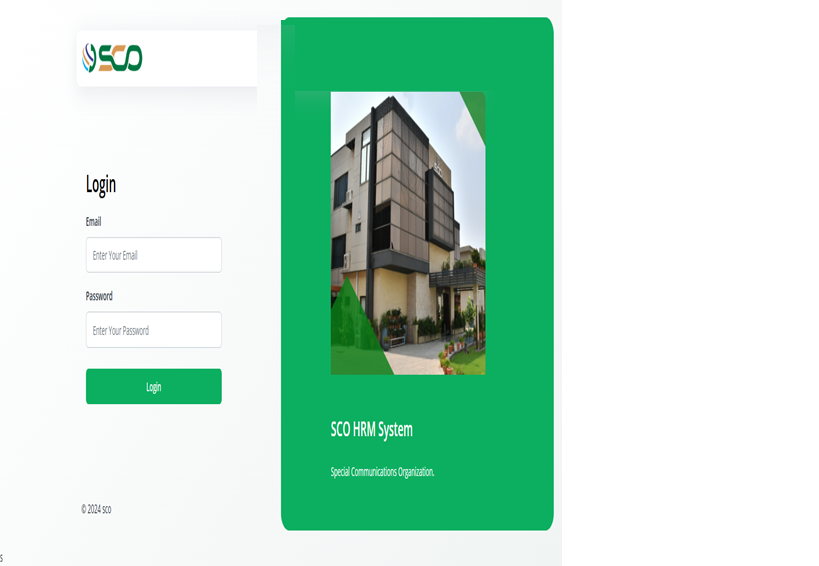 SCO
Login
Email
Enter Your Email
Password
Enter Your Password
Login
© 2024 sco
s
SCO HRM System
Special Communications Organization.